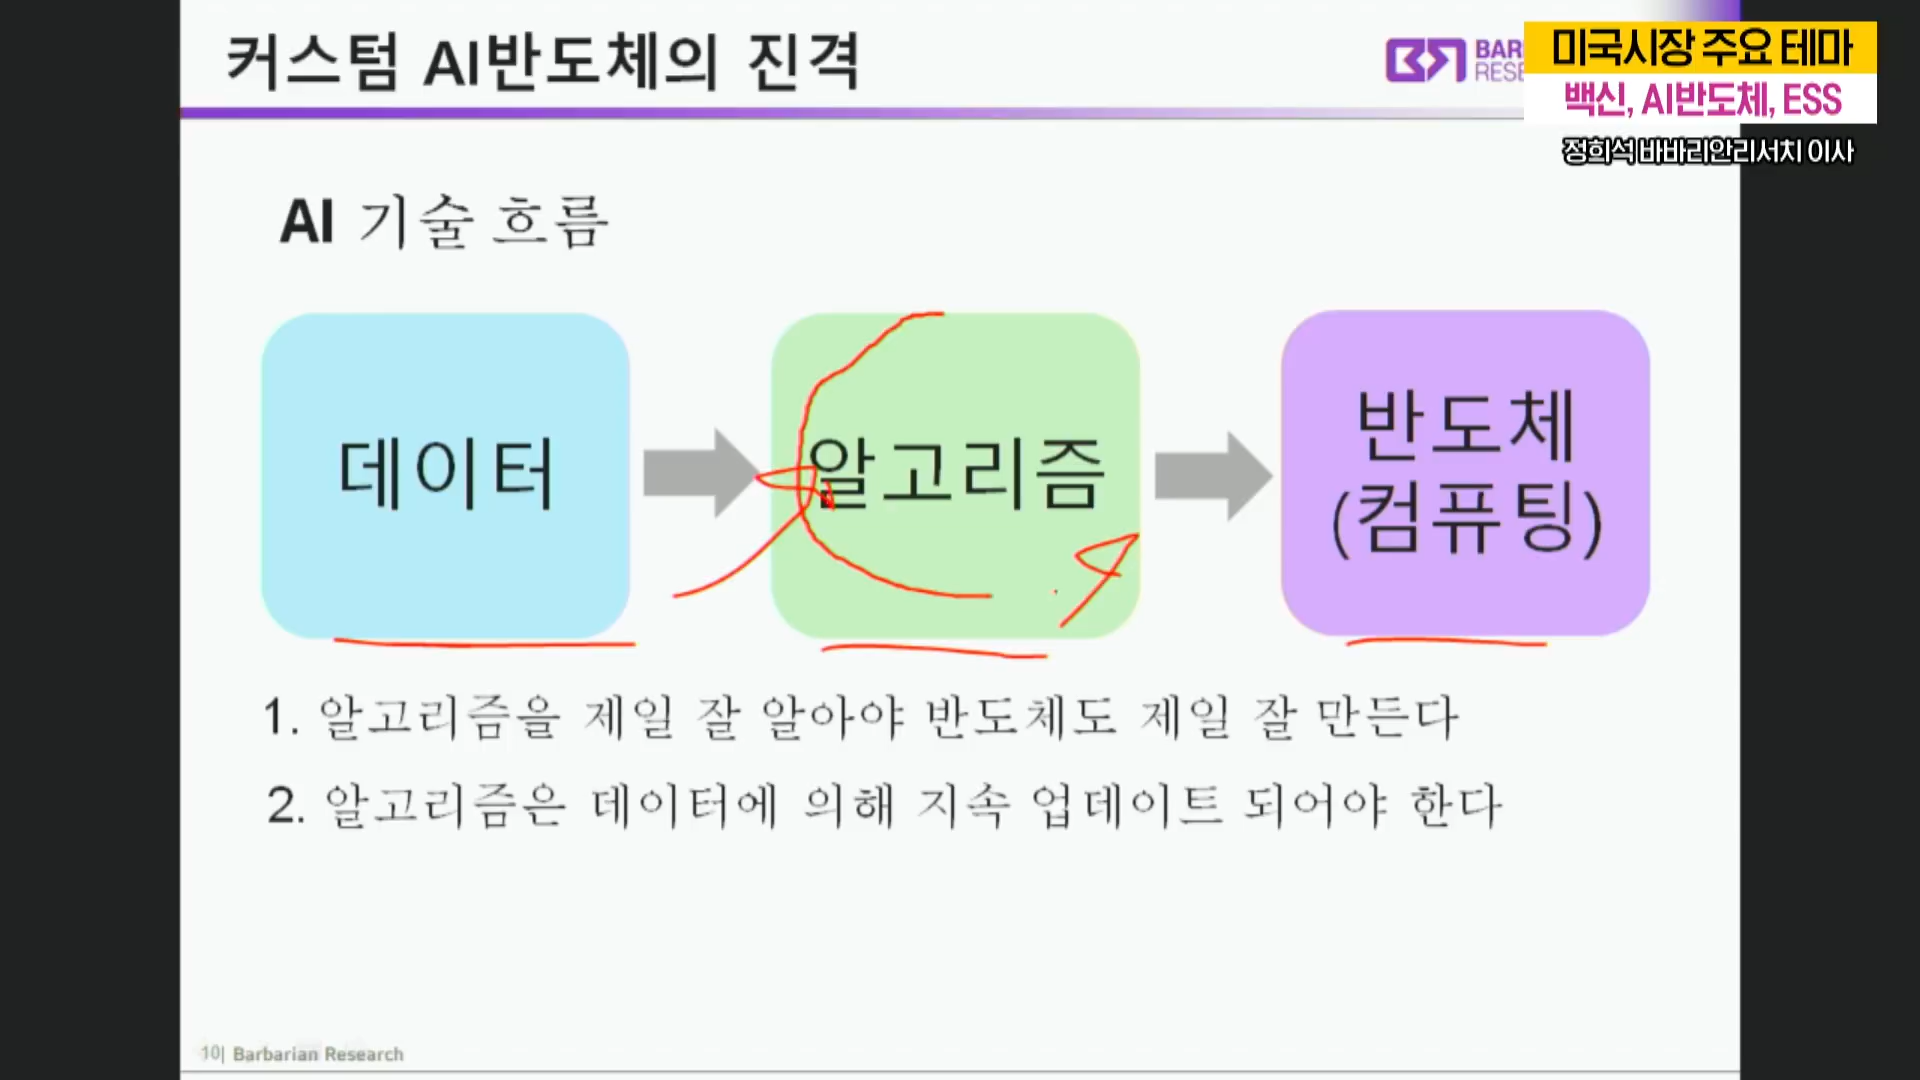 커스텀 AI반도체의 진격
미국시장 주요 테마
백신, AI반도체, ESS
정희석 바바리안리서치 이사
AI 기술 흐름
데이터
알고리즘
반도체
(컴퓨팅)
1. 알고리즘을 제일 잘 알아야 반도체도 제일 잘 만든다
2. 알고리즘은 데이터에 의해 지속 업데이트 되어야 한다
10| Barbarian Research